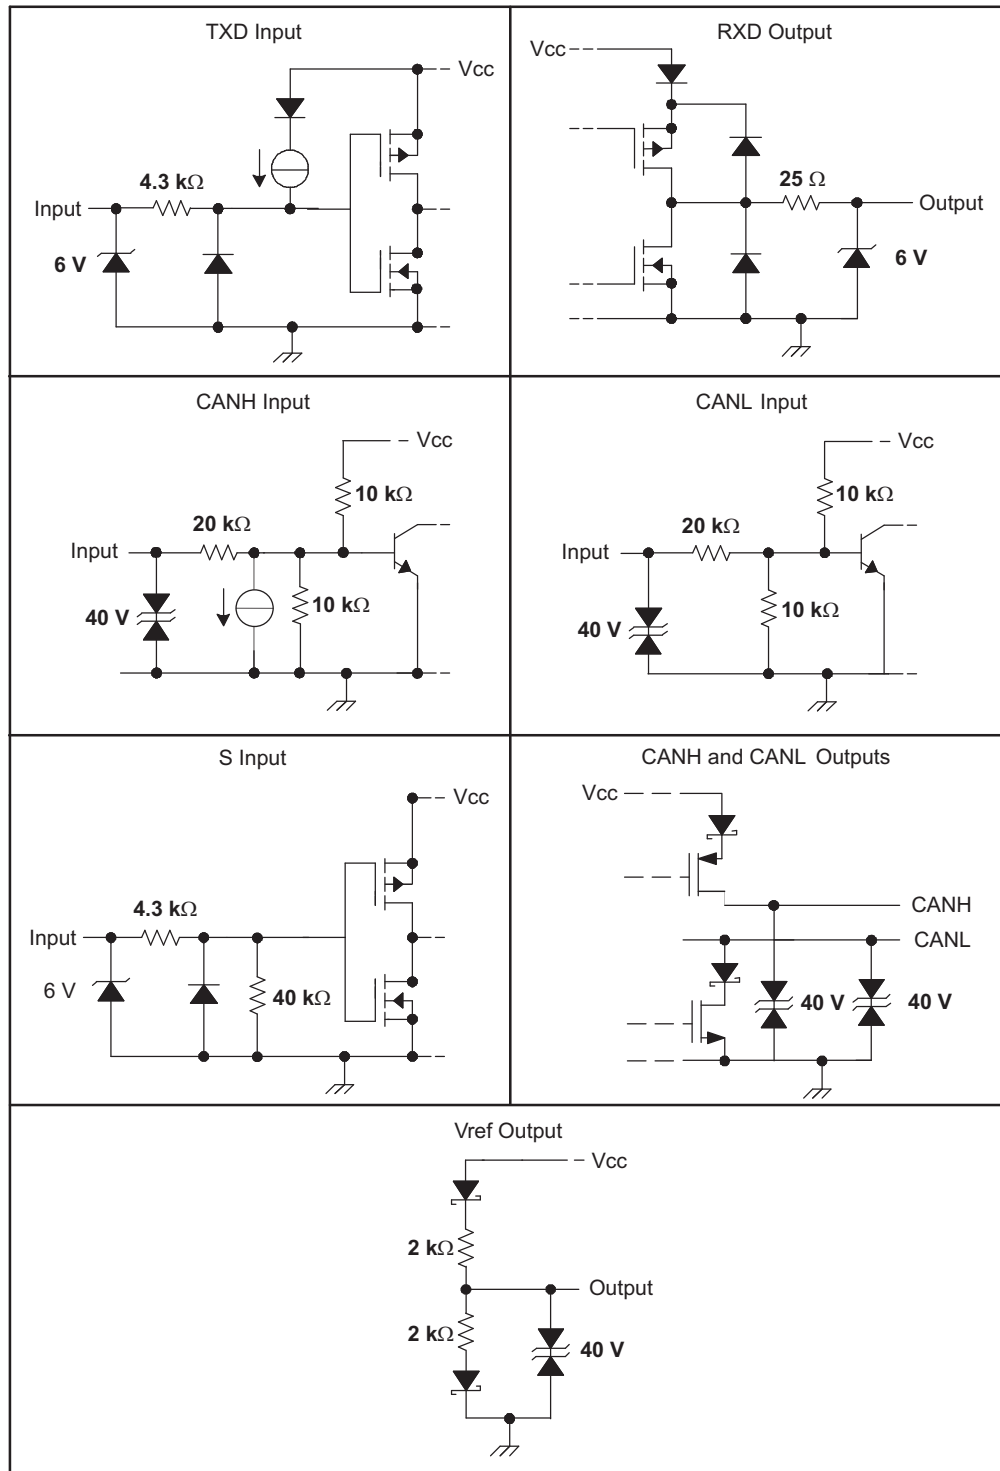 TXD Input
Vcc
4.3 kΩ
Input
6 V
RXD Output
Vcc
25 Ω
Output
6 V
CANH Input
Vcc
10 kΩ
20 kΩ
Input
10 kΩ
40 V
CANL Input
Vcc
10 kΩ
20 kΩ
Input
10 kΩ
40 V
S Input
Vcc
4.3 kΩ
Input
6 V
40 kΩ
CANH and CANL Outputs
Vcc
CANH
CANL
40 V
40 V
Vref Output
Vcc
2 kΩ
Output
2 kΩ
40 V